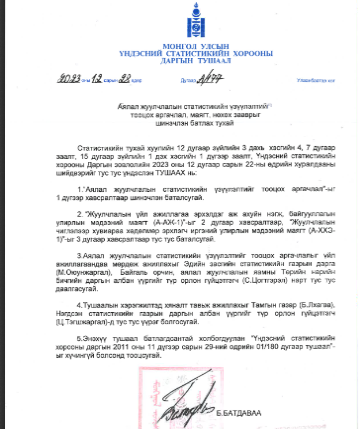 МОНГОЛ УЛСЫН
ҮНДЭСНИЙ СТАТИСТИКИЙН ХОРООНЫ
ДАРГЫН ТУШААЛ
2023 оны 12 сарын 22 Дугаар А/177 Улаанбаатар хот
Аялал жуулчлалын статистикийн үзүүлэлтийг
тооцох аргачлал, маягт, нөхөх зааврыг
шинэчлэн батлах тухай
Статистикийн тухай хуулийн 12 дугаар зүйлийн 3 дахь хэсгийн 4, 7 дугаар
заалт, 15 дугаар зүйлийн 1 дэх хэсгийн 1 дүгээр заалт, Үндэсний статистикийн
хорооны Даргын зөвлөлийн 2023 оны 12 дугаар сарын 22-ны өдрийн хуралдааны
шийдвэрийг тус тус үндэслэн ТУШААХ нь:
1."Аялал жуулчлалын статистикийн үзүүлэлтийг тооцох аргачлал"-ыг
1 дүгээр хавсралтаар шинэчлэн баталсугай.
2. "Жуулчлалын үйл ажиллагаа эрхэлдэг аж ахуйн нэгж, байгууллагын
улирлын мэдээний маягт (А-АЖ-1)"-ыг 2 дугаар хавсралтаар, "Жуулчлалын
чиглэлээр хувиараа хөдөлмөр эрхлэгч иргэний улирлын мэдээний маягт (А-ХХЭ-
1)"-ыг 3 дугаар хавсралтаар тус тус баталсугай.
3.Аялал жуулчлалын статистикийн үзүүлэлтийг тооцох аргачлалыг үйл
ажиллагаандаа мөрдөж ажиллахыг Эдийн засгийн статистикийн газрын дарга
(М.Оюунжаргал), Байгаль орчин, аялал жуулчлалын яамны Төрийн нарийн
бичгийн даргын албан үүргийг түр орлон гүйцэтгэгч (С.Цогтгэрэл) нарт тус тус
даалгасугай.
4.Тушаалын хэрэгжилтэд хяналт тавьж ажиллахыг Тамгын газар (Б.Лхагва),
Нэгдсэн статистикийн газрын даргын албан үүргийг түр орлон гүйцэтгэгч
(Ц.Тэгшжаргал)-д тус тус үүрэг болгосугай.
5.Энэхүү тушаал батлагдсантай холбогдуулан "Үндэсний статистикийн
хорооны даргын 2011 оны 11 дүгээр сарын 29-ний өдрийн 01/180 дугаар тушаал"-
ыг хүчингүй болсонд тооцсугай.
Б.БАТДАВАА